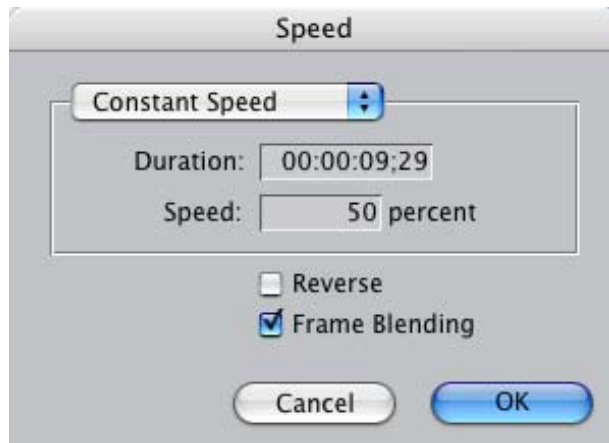 Speed
Constant Speed
Duration: 00:00:09;29
Speed: 50 percent
Reverse
Frame Blending
Cancel OK